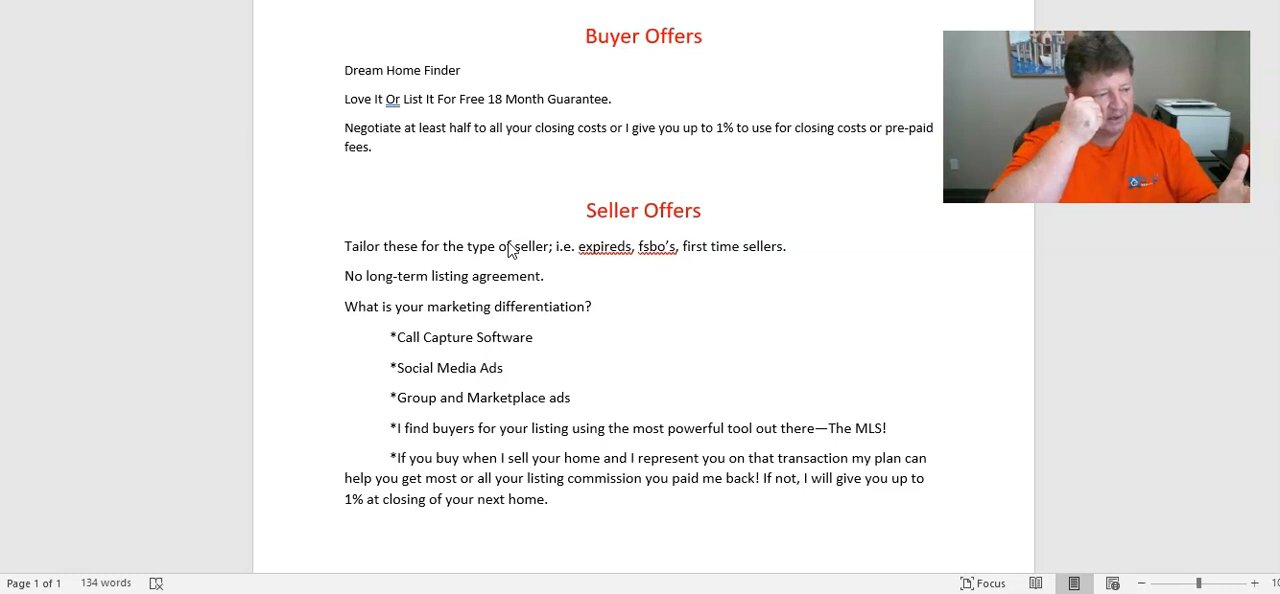 Buyer Offers
Dream Home Finder
Love It Or List It For Free 18 Month Guarantee.
Negotiate at least half to all your closing costs or I give you up to 1% to use for closing costs or pre-paid
fees.
Seller Offers
Tailor these for the type of seller; i.e. expireds, fsbo’s, first time sellers.
No long-term listing agreement.
What is your marketing differentiation?
*Call Capture Software
*Social Media Ads
*Group and Marketplace ads
*I find buyers for your listing using the most powerful tool out there—The MLS!
*If you buy when I sell your home and I represent you on that transaction my plan can
help you get most or all your listing commission you paid me back! If not, I will give you up to
1% at closing of your next home.
Page 1 of 1 134 words Focus